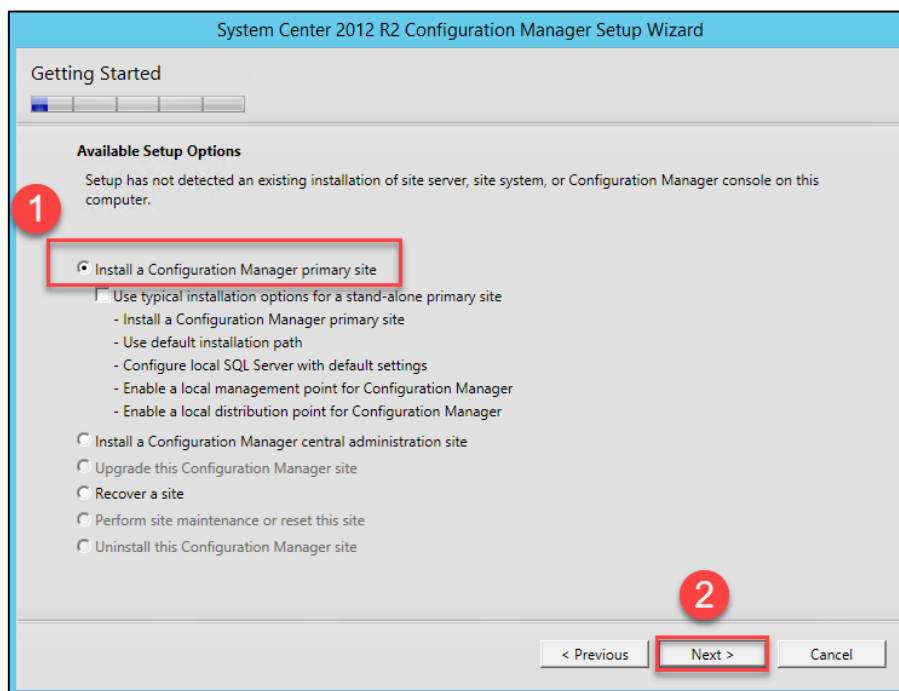 System Center 2012 R2 Configuration Manager Setup Wizard
Getting Started
Available Setup Options
Setup has not detected an existing installation of site server, site system, or Configuration Manager console on this
computer.
1
Install a Configuration Manager primary site
Use typical installation options for a stand-alone primary site
- Install a Configuration Manager primary site
- Use default installation path
- Configure local SQL Server with default settings
- Enable a local management point for Configuration Manager
- Enable a local distribution point for Configuration Manager
Install a Configuration Manager central administration site
Upgrade this Configuration Manager site
Recover a site
Perform site maintenance or reset this site
Uninstall this Configuration Manager site
2
< Previous
Next >
Cancel